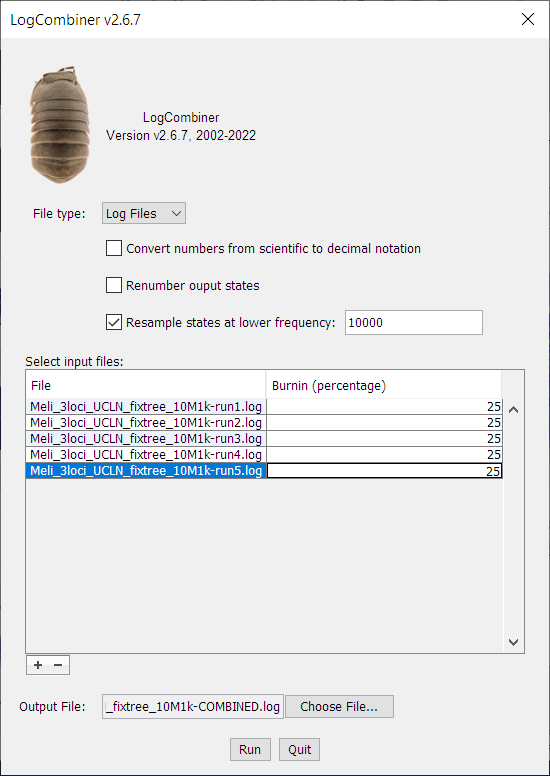 LogCombiner v2.6.7
LogCombiner
Version v2.6.7, 2002-2022
File type: Log Files
Convert numbers from scientific to decimal notation
Renumber ouput states
Resample states at lower frequency: 10000
Select input files:
File Burnin (percentage)
Meli_3loci_UCLN_fixtree_10M1k-run1.log 25
Meli_3loci_UCLN_fixtree_10M1k-run2.log 25
Meli_3loci_UCLN_fixtree_10M1k-run3.log 25
Meli_3loci_UCLN_fixtree_10M1k-run4.log 25
Meli_3loci_UCLN_fixtree_10M1k-run5.log 25
+ −
Output File: _fixtree_10M1k-COMBINED.log Choose File...
Run Quit